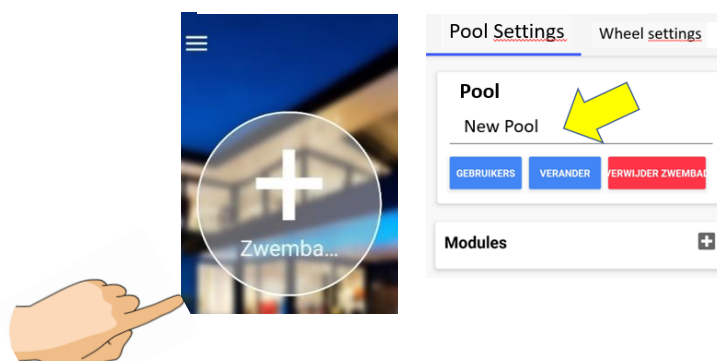 Zwemba...
Pool Settings Wheel settings
Pool
New Pool
GEBRUIKERS VERANDER VERWIJDER ZWEMBAD
Modules